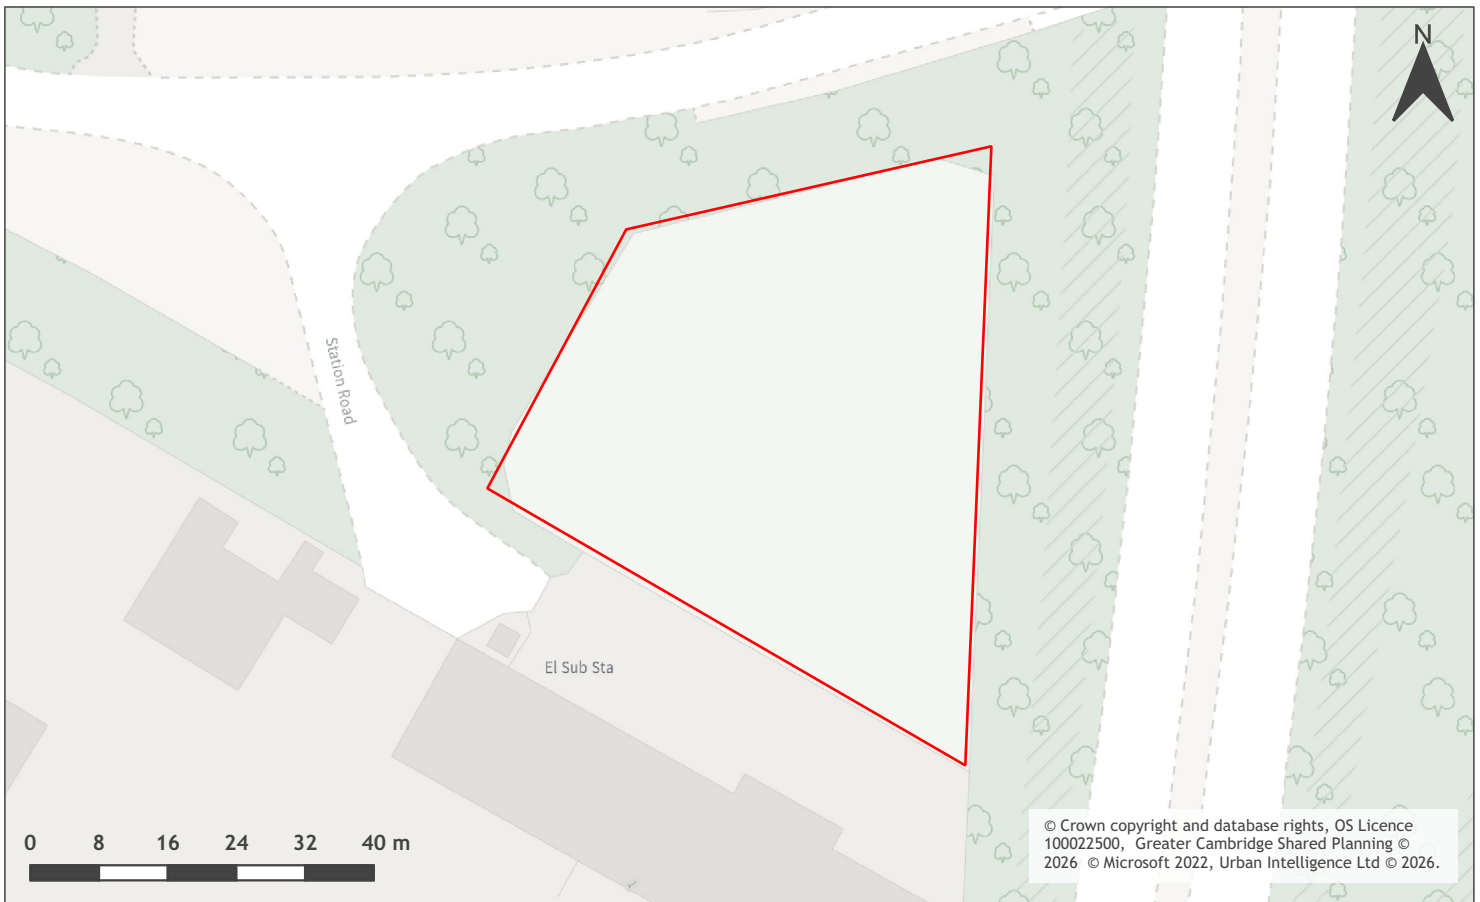 N
Station Road
El Sub Sta
0 8 16 24 32 40 m
© Crown copyright and database rights, OS Licence
100022500, Greater Cambridge Shared Planning ©
2026 © Microsoft 2022, Urban Intelligence Ltd © 2026.